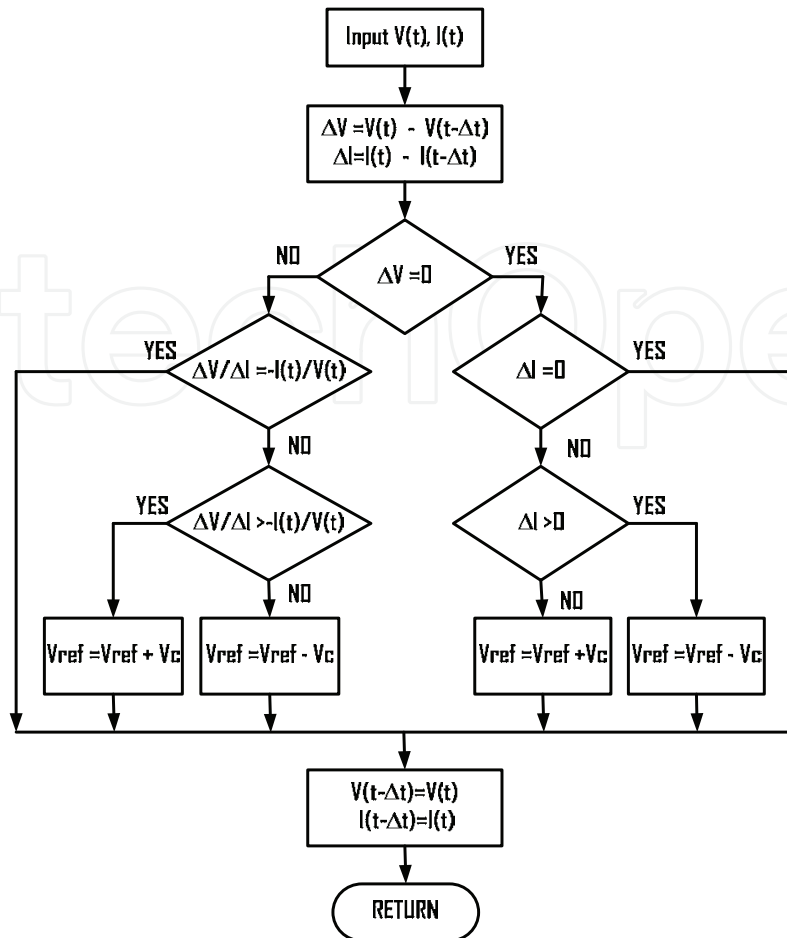 Input V(t), I(t)
ΔV =V(t) - V(t-Δt)
ΔI=I(t) - I(t-Δt)
ΔV =0
NO
YES
ΔV/ΔI =-I(t)/V(t)
YES
NO
ΔI =0
YES
NO
ΔV/ΔI >-I(t)/V(t)
YES
NO
ΔI >0
YES
NO
Vref =Vref + Vc
Vref =Vref - Vc
Vref =Vref +Vc
Vref =Vref - Vc
V(t-Δt)=V(t)
I(t-Δt)=I(t)
RETURN
techOpe